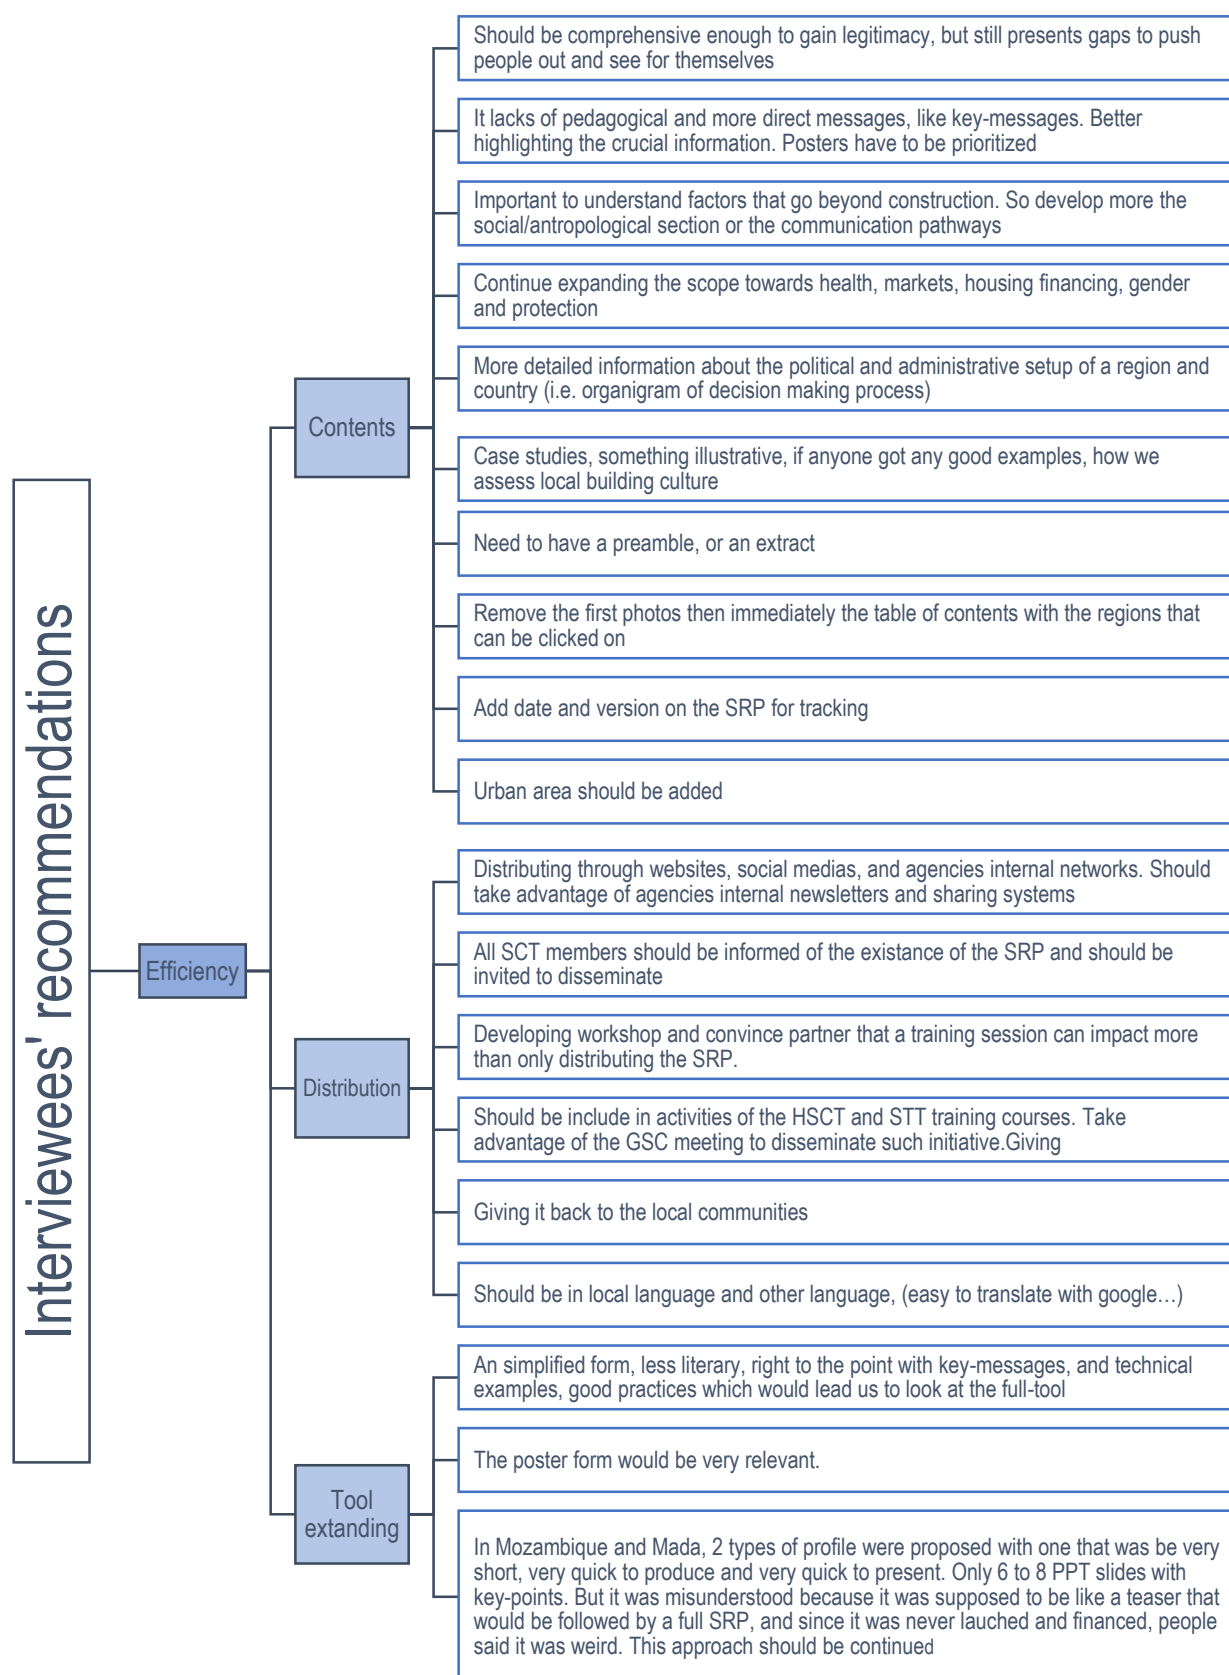 Interviewees' recommendations
Efficiency
Contents
Should be comprehensive enough to gain legitimacy, but still presents gaps to push
people out and see for themselves
It lacks of pedagogical and more direct messages, like key-messages. Better
highlighting the crucial information. Posters have to be prioritized
Important to understand factors that go beyond construction. So develop more the
social/antropological section or the communication pathways
Continue expanding the scope towards health, markets, housing financing, gender
and protection
More detailed information about the political and administrative setup of a region and
country (i.e. organigram of decision making process)
Case studies, something illustrative, if anyone got any good examples, how we
assess local building culture
Need to have a preamble, or an extract
Remove the first photos then immediately the table of contents with the regions that
can be clicked on
Add date and version on the SRP for tracking
Urban area should be added
Distribution
Distributing through websites, social medias, and agencies internal networks. Should
take advantage of agencies internal newsletters and sharing systems
All SCT members should be informed of the existance of the SRP and should be
invited to disseminate
Developing workshop and convince partner that a training session can impact more
than only distributing the SRP.
Should be include in activities of the HSCT and STT training courses. Take
advantage of the GSC meeting to disseminate such initiative.Giving
Giving it back to the local communities
Should be in local language and other language, (easy to translate with google…)
Tool
extanding
An simplified form, less literary, right to the point with key-messages, and technical
examples, good practices which would lead us to look at the full-tool
The poster form would be very relevant.
In Mozambique and Mada, 2 types of profile were proposed with one that was be very
short, very quick to produce and very quick to present. Only 6 to 8 PPT slides with
key-points. But it was misunderstood because it was supposed to be like a teaser that
would be followed by a full SRP, and since it was never lauched and financed, people
said it was weird. This approach should be continued